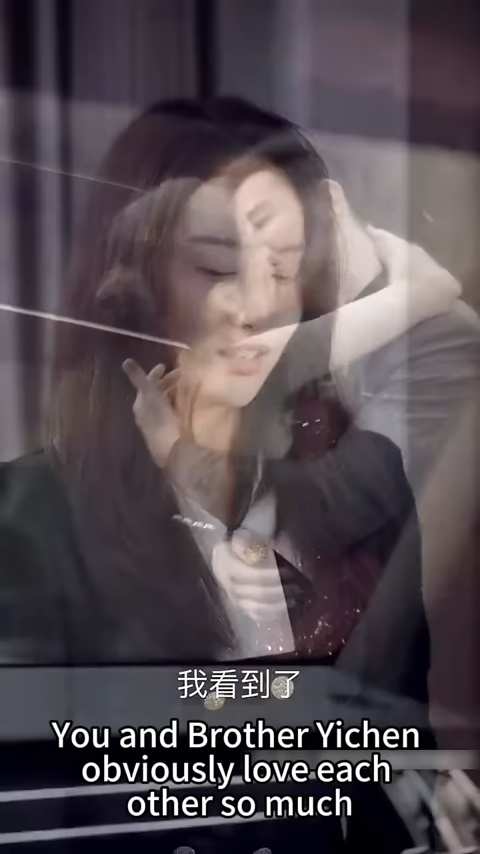 我看到了
You and Brother Yichen
obviously love each
other so much